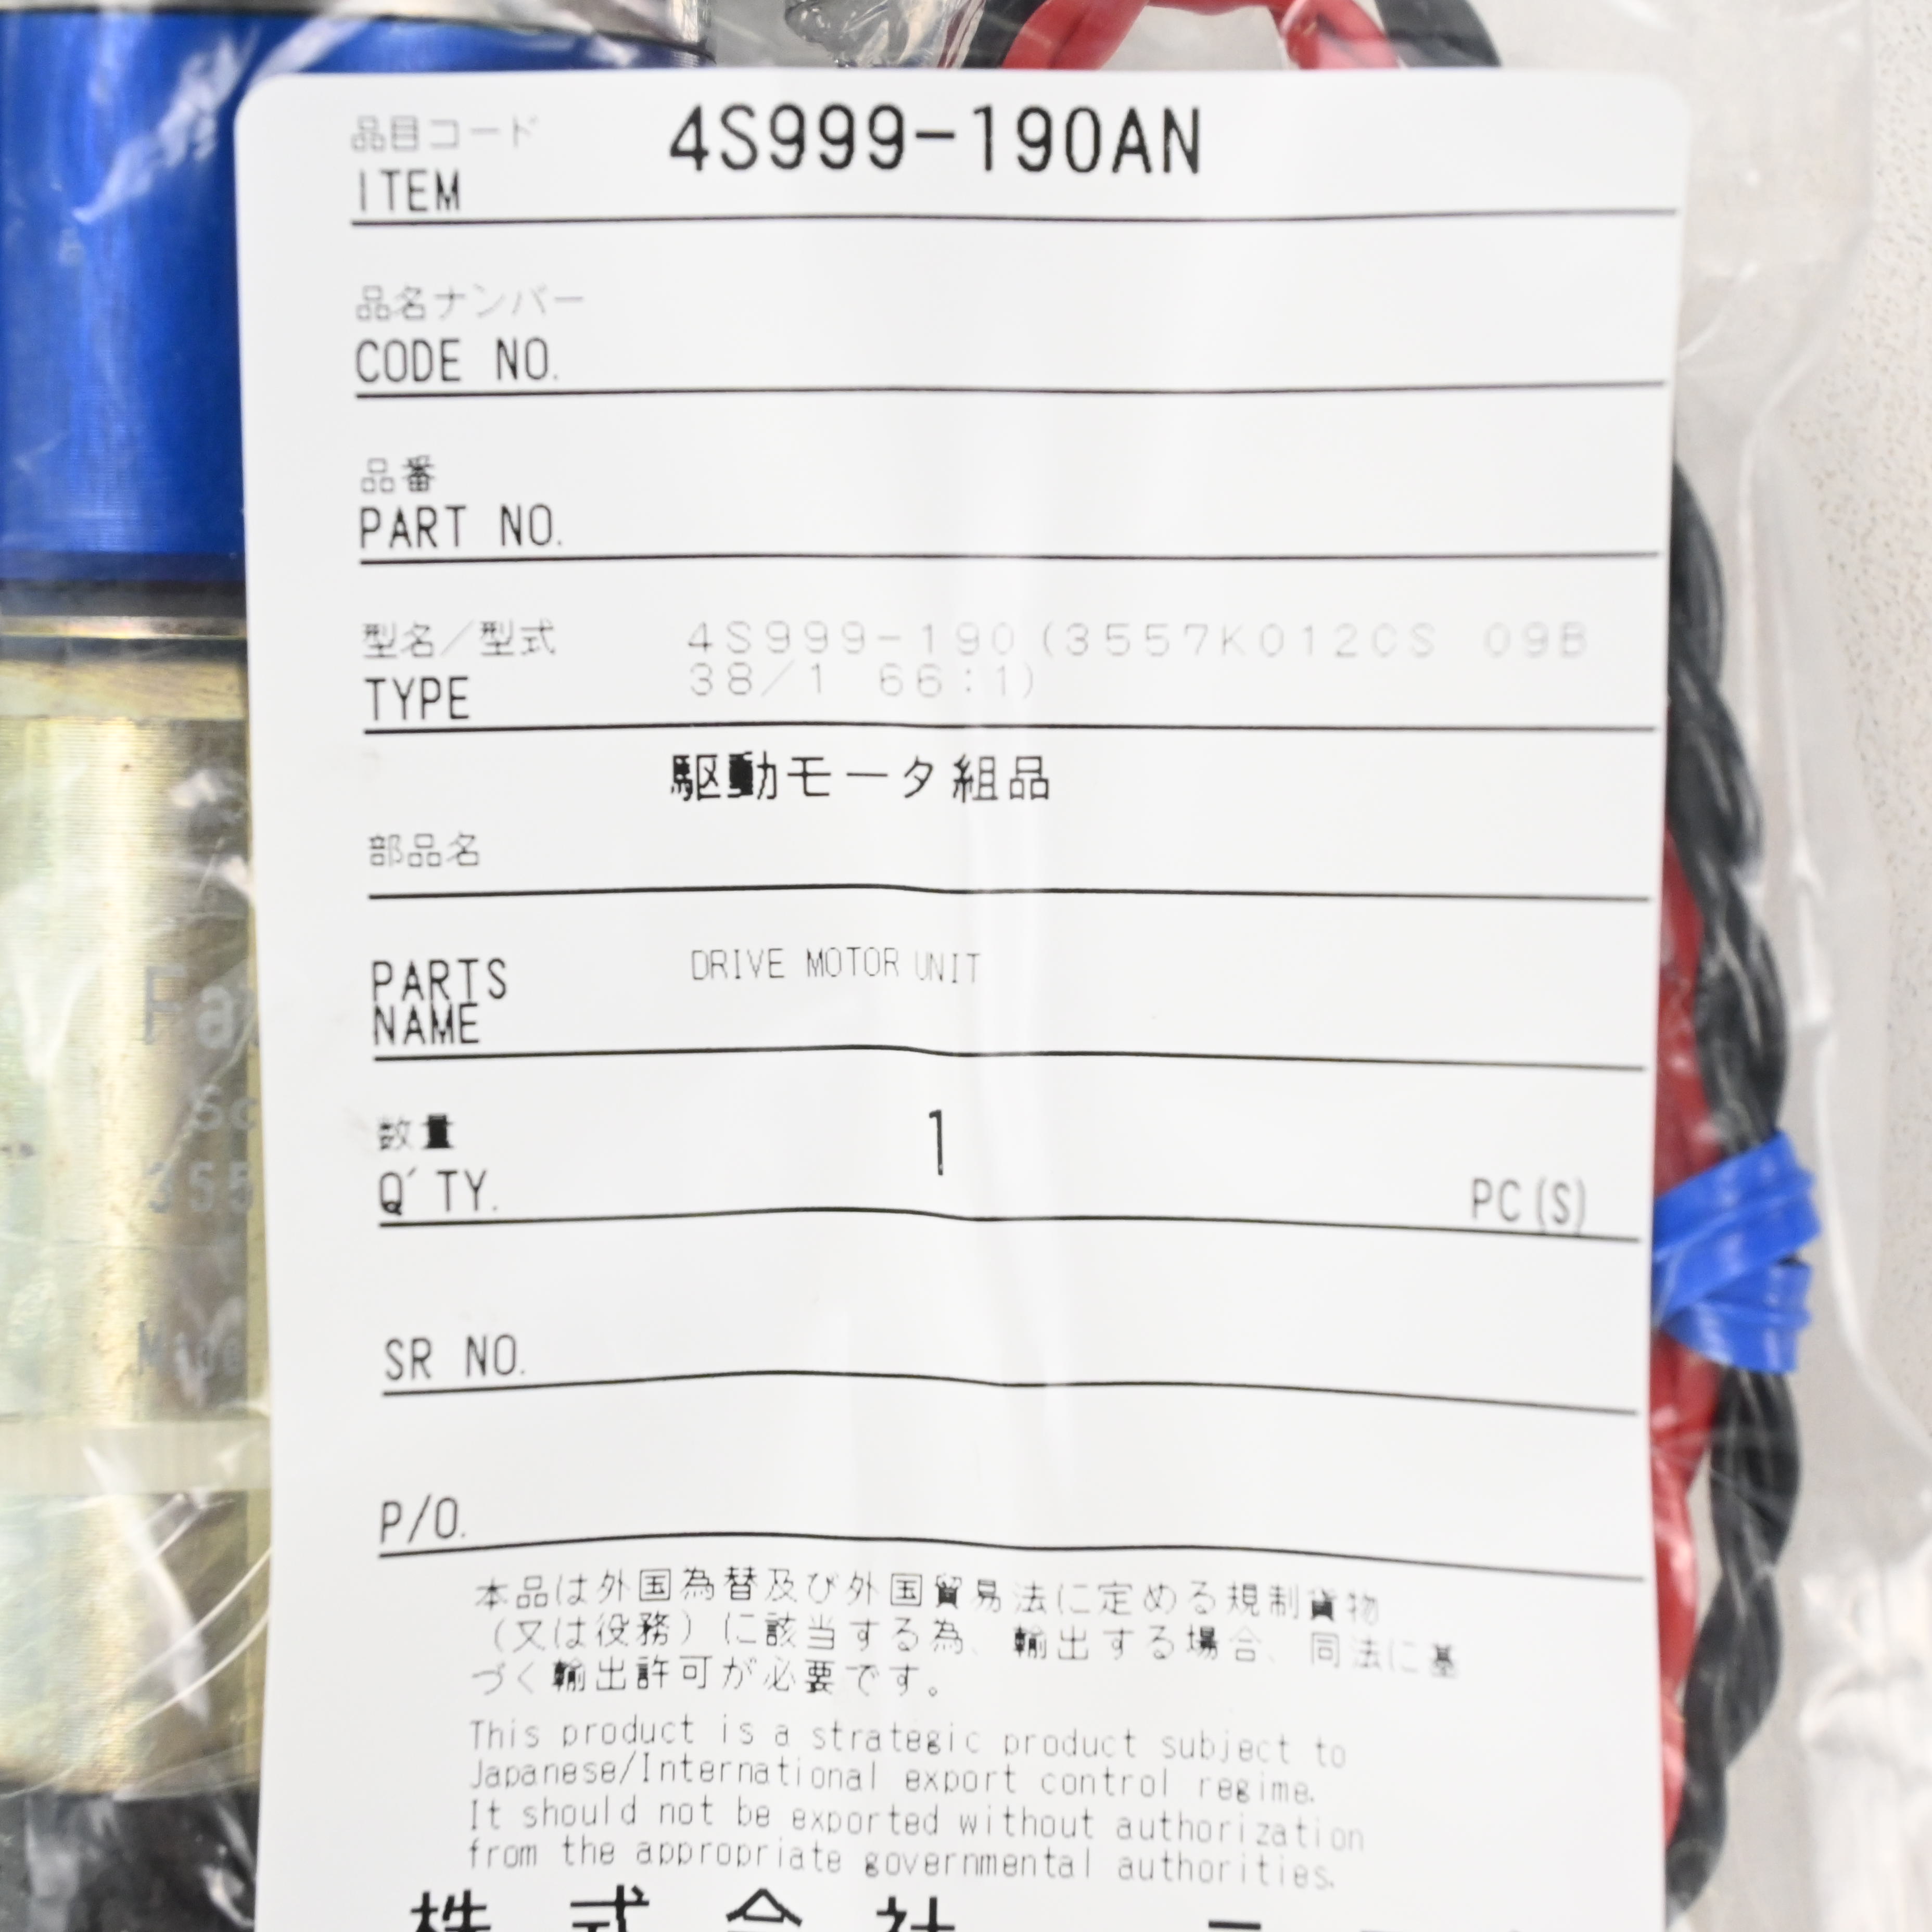 品目コード
ITEM 4S999-190AN
品名ナンバー
CODE NO.
品番
PART NO.
型名／型式 4S999-190(3557K012CS 09B
TYPE 38/1 66:1)
駆動モータ組品
部品名
PARTS NAME DRIVE MOTOR UNIT
数量 1
Q'TY. PC(S)
SR NO.
P/O.
本品は外国為替及び外国貿易法に定める規制貨物
（又は役務）に該当する為、輸出する場合、同法に基
づく輸出許可が必要です。
This product is a strategic product subject to
Japanese/International export control regime.
It should not be exported without authorization
from the appropriate governmental authorities.
株式会社